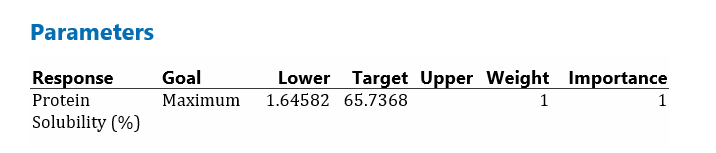 Parameters
Response Goal Lower Target Upper Weight Importance
Protein Maximum 1.64582 65.7368 1 1
Solubility (%)